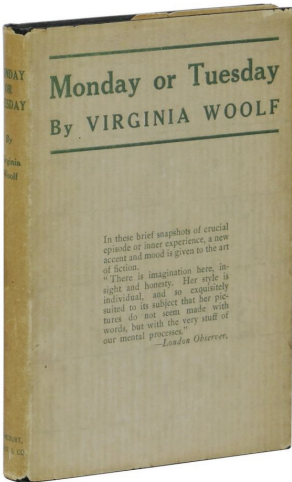 Monday or Tuesday
By VIRGINIA WOOLF
In these brief snapshots of crucial
episode or inner experience, a new
accent and mood is given to the art
of fiction.
"There is imagination here, in-
sight and honesty. Her style is
individual, and so exquisitely
suited to its subject that her pic-
tures do not seem made with
words, but with the very stuff of
our mental processes."
—London Observer.
OR
By
& CO